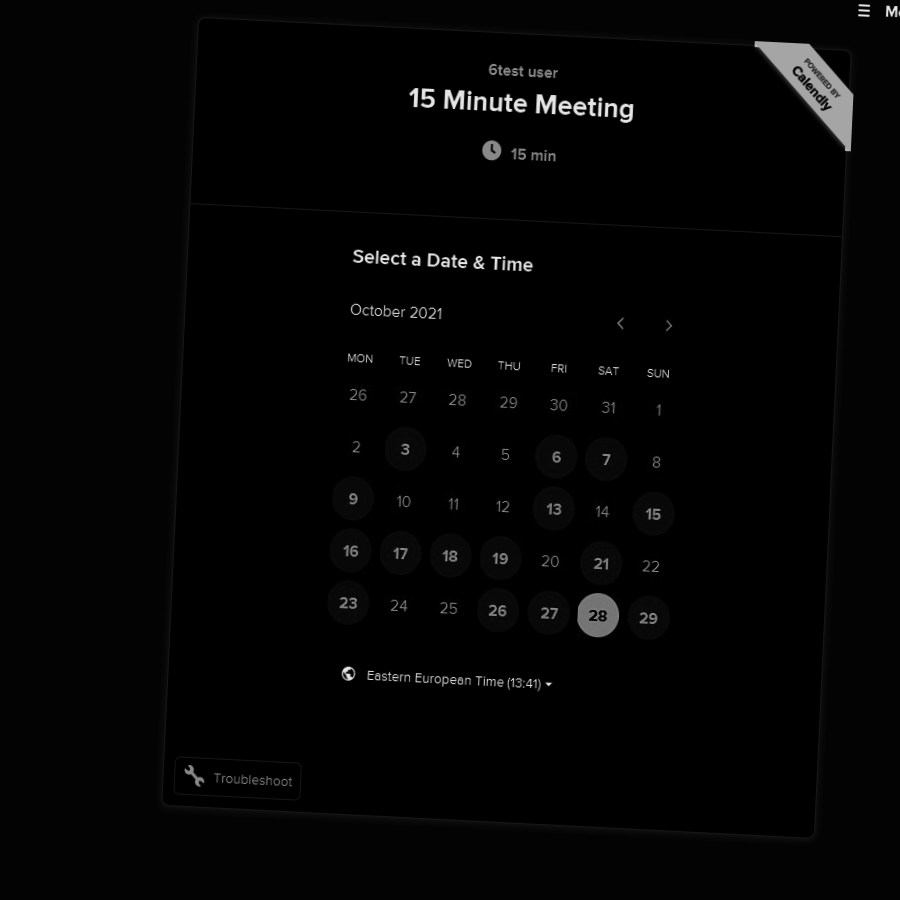 ☰ M
6test user
15 Minute Meeting
POWERED BY
Calendly
15 min
Select a Date & Time
October 2021
MON TUE WED THU FRI SAT SUN
26 27 28 29 30 31 1
2 3 4 5 6 7 8
9 10 11 12 13 14 15
16 17 18 19 20 21 22
23 24 25 26 27 28 29
Eastern European Time (13:41)
Troubleshoot